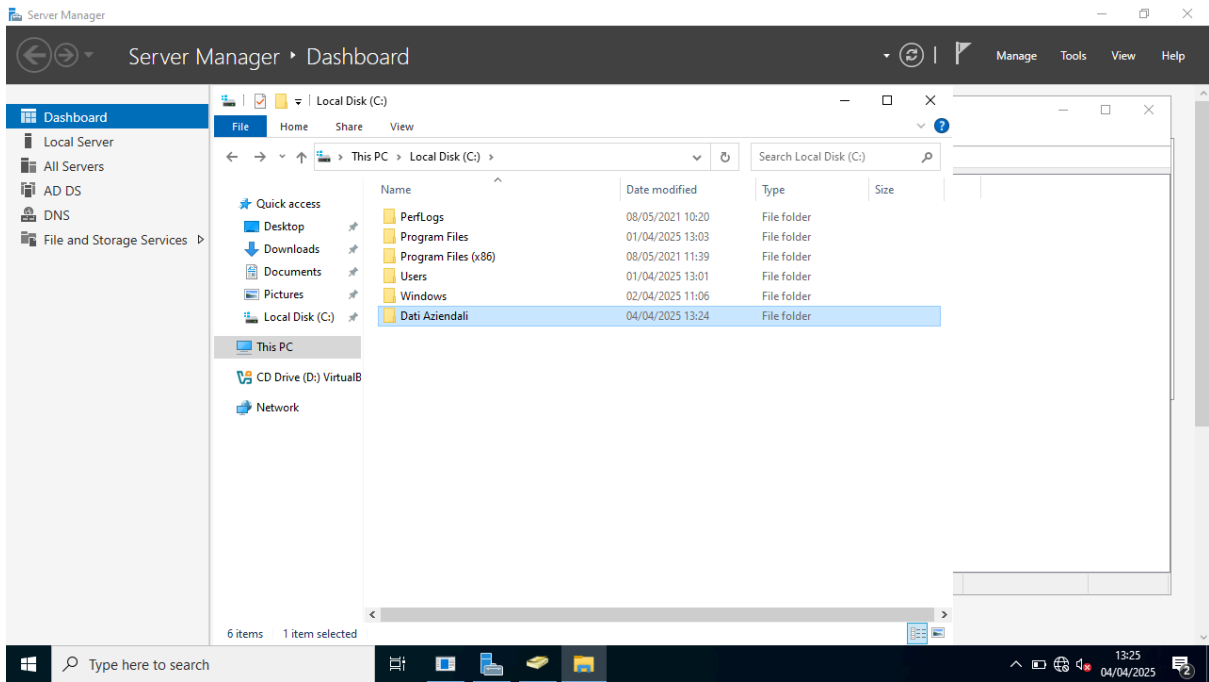 Server Manager
Server Manager ‣ Dashboard
Manage Tools View Help
Dashboard
Local Server
All Servers
AD DS
DNS
File and Storage Services
Local Disk (C:)
File Home Share View
This PC > Local Disk (C:) >
Search Local Disk (C:)
Quick access
Desktop
Downloads
Documents
Pictures
Local Disk (C:)
This PC
CD Drive (D:) VirtualB
Network
Name Date modified Type Size
PerfLogs 08/05/2021 10:20 File folder
Program Files 01/04/2025 13:03 File folder
Program Files (x86) 08/05/2021 11:39 File folder
Users 01/04/2025 13:01 File folder
Windows 02/04/2025 11:06 File folder
Dati Aziendali 04/04/2025 13:24 File folder
6 items 1 item selected
Type here to search
13:25
04/04/2025
2